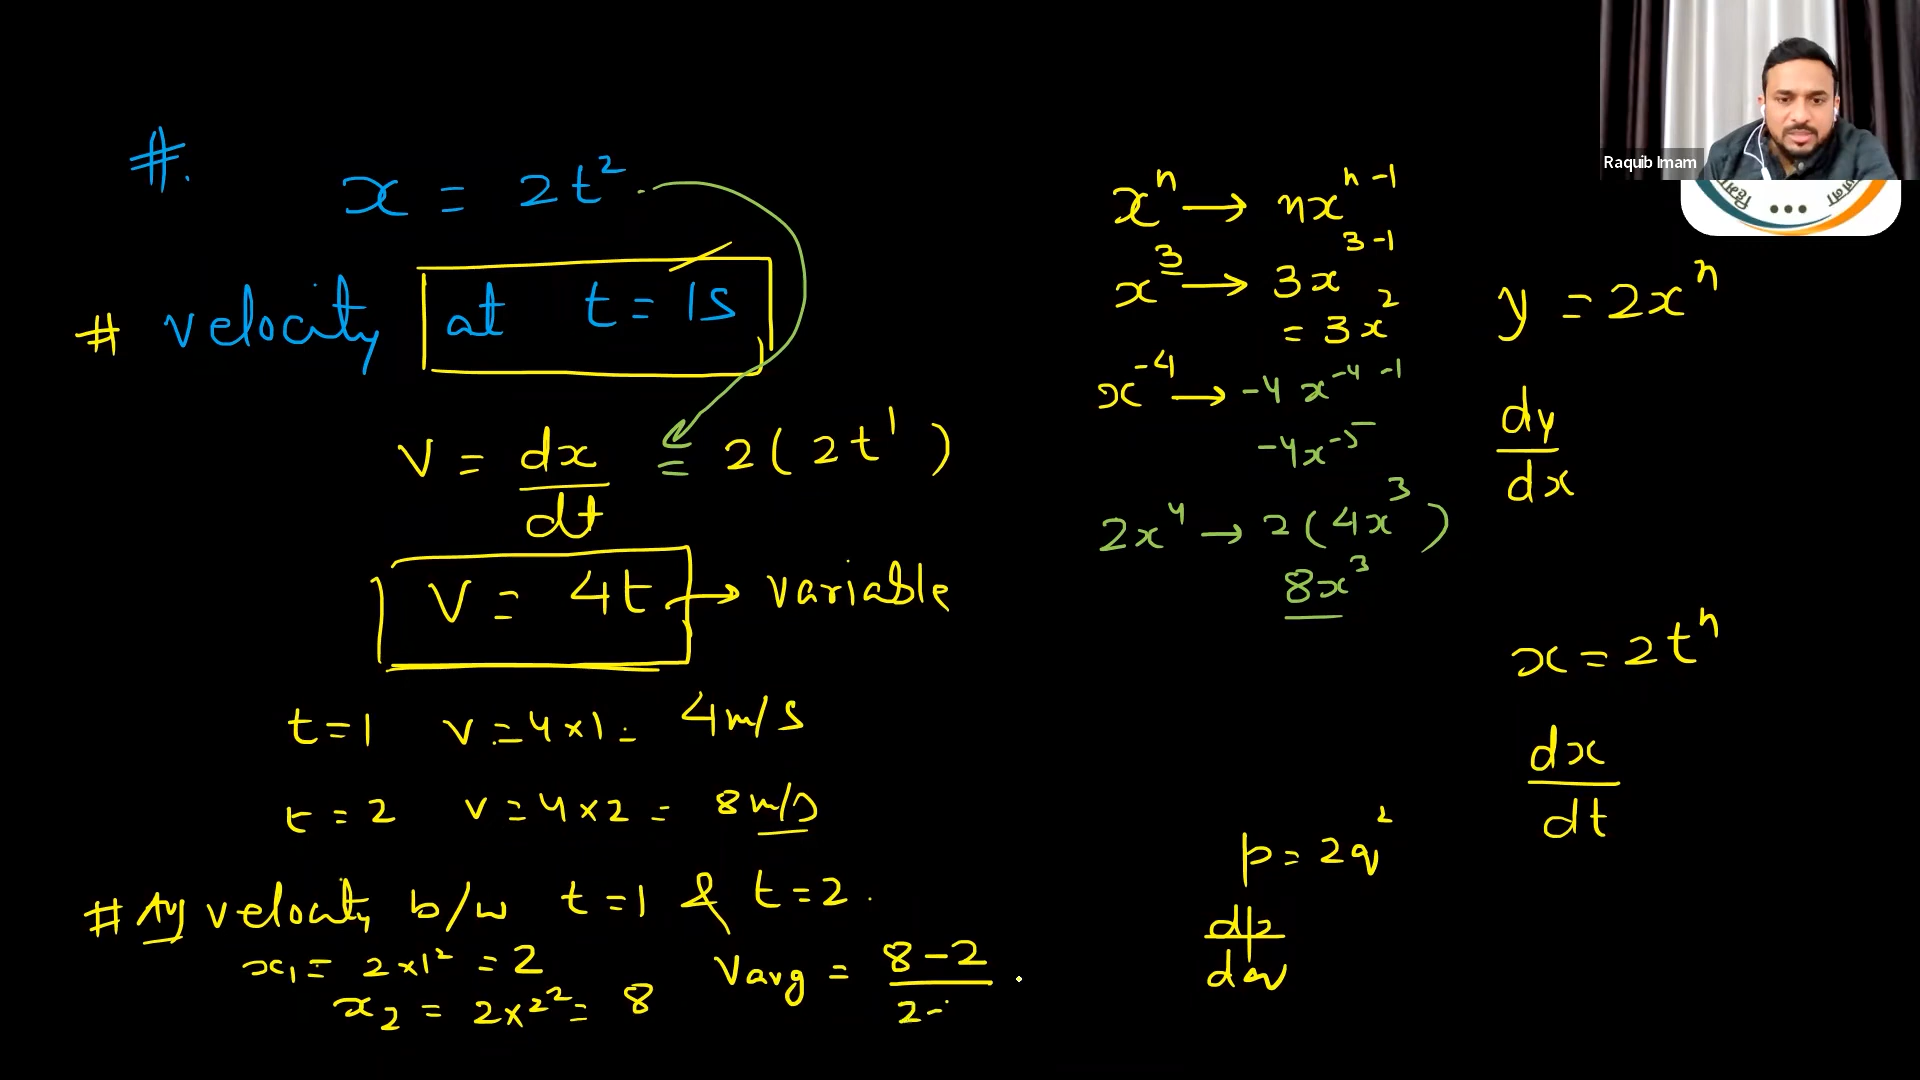 #.
x = 2t²
# velocity at t = 1s
v = dx/dt = 2(2t¹)
v = 4t → variable
t=1 v = 4×1 = 4m/s
t = 2 v = 4×2 = 8m/s
# Avg velocity b/w t=1 & t=2.
x₁ = 2×1² = 2
x₂ = 2×2² = 8
Vavg = 8-2/2-
xⁿ → nxⁿ⁻¹
x³ → 3x³⁻¹
= 3x²
x⁻⁴ → -4x⁻⁴⁻¹
-4x⁻⁵
2x⁴ → 2(4x³)
8x³
p = 2q²
dp/dq
y = 2xⁿ
dy/dx
x = 2tⁿ
dx/dt
Raquib Imam